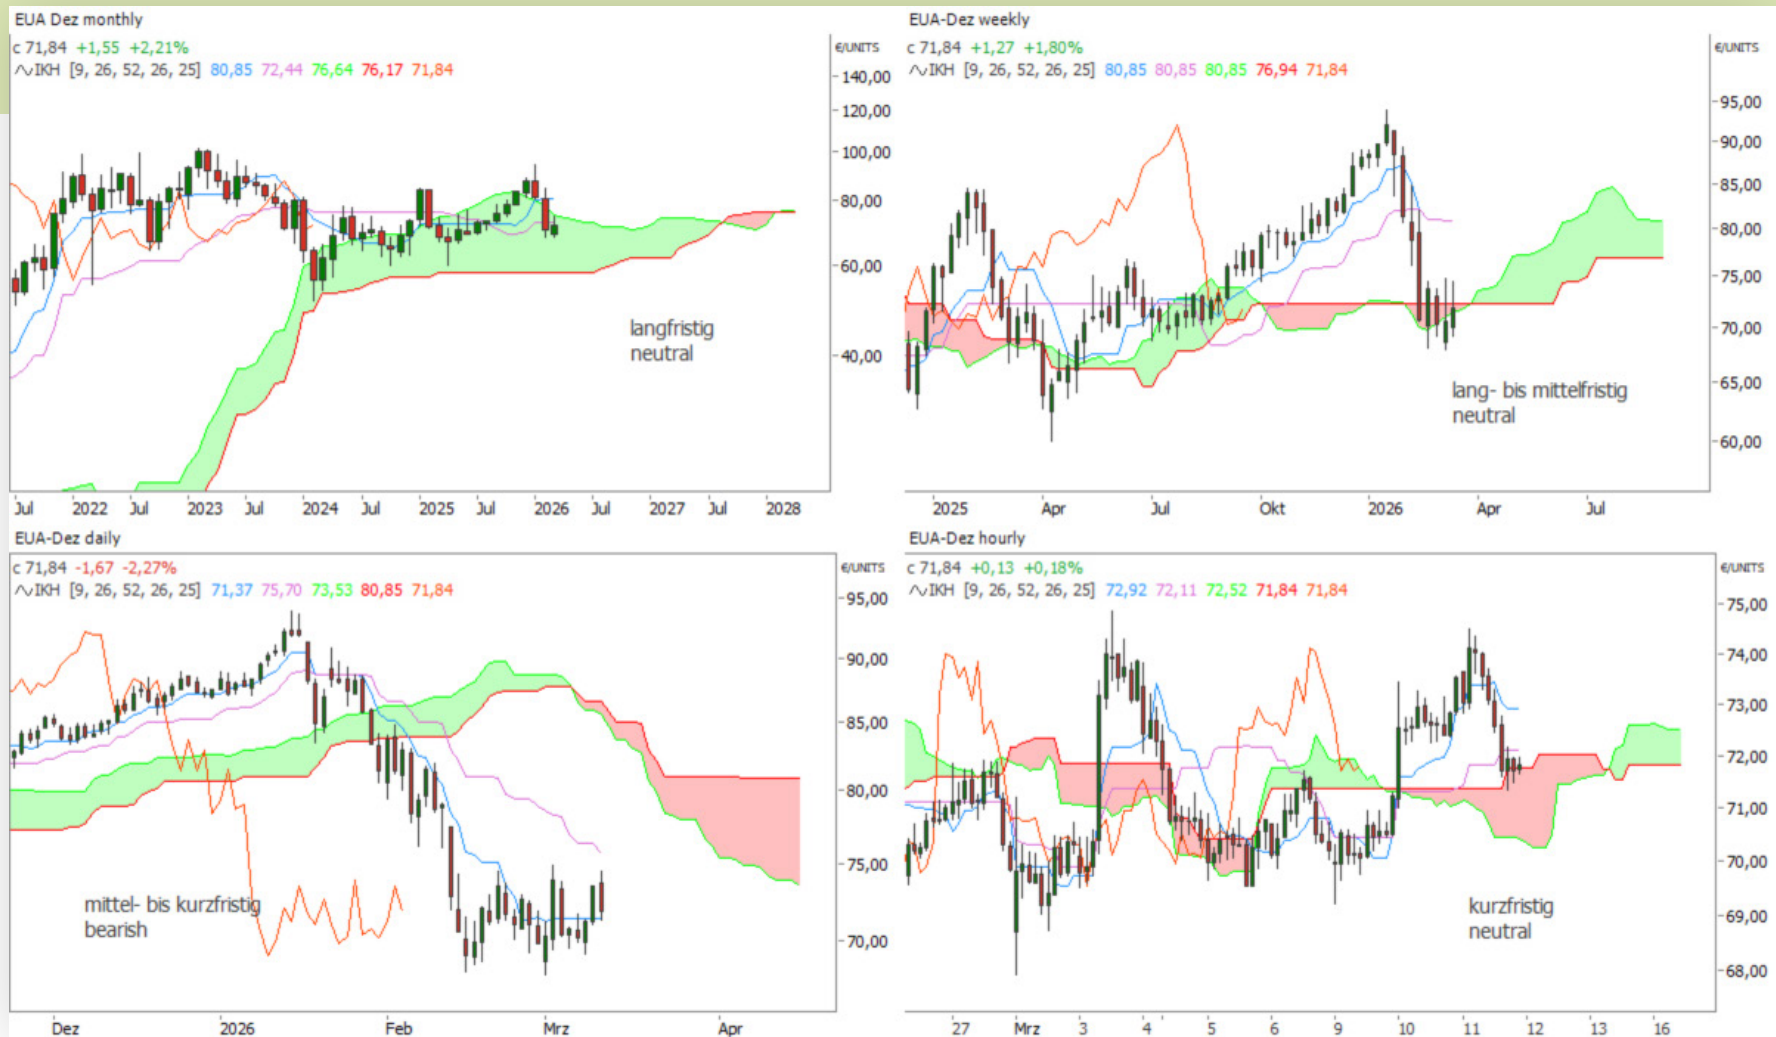 EUA Dez monthly
c 71,84 +1,55 +2,21%
IKH [9, 26, 52, 26, 25] 80,85 72,44 76,64 76,17 71,84
€/UNITS
140,00
120,00
100,00
80,00
60,00
40,00
langfristig
neutral
Jul 2022 Jul 2023 Jul 2024 Jul 2025 Jul 2026 Jul 2027 Jul 2028
EUA-Dez weekly
c 71,84 +1,27 +1,80%
IKH [9, 26, 52, 26, 25] 80,85 80,85 80,85 76,94 71,84
€/UNITS
95,00
90,00
85,00
80,00
75,00
70,00
65,00
60,00
lang- bis mittelfristig
neutral
2025 Apr Jul Okt 2026 Apr Jul
EUA-Dez daily
c 71,84 -1,67 -2,27%
IKH [9, 26, 52, 26, 25] 71,37 75,70 73,53 80,85 71,84
€/UNITS
95,00
90,00
85,00
80,00
75,00
70,00
mittel- bis kurzfristig
bearish
Dez 2026 Feb Mrz Apr
EUA-Dez hourly
c 71,84 +0,13 +0,18%
IKH [9, 26, 52, 26, 25] 72,92 72,11 72,52 71,84 71,84
€/UNITS
75,00
74,00
73,00
72,00
71,00
70,00
69,00
68,00
kurzfristig
neutral
27 Mrz 3 4 5 6 9 10 11 12 13 16